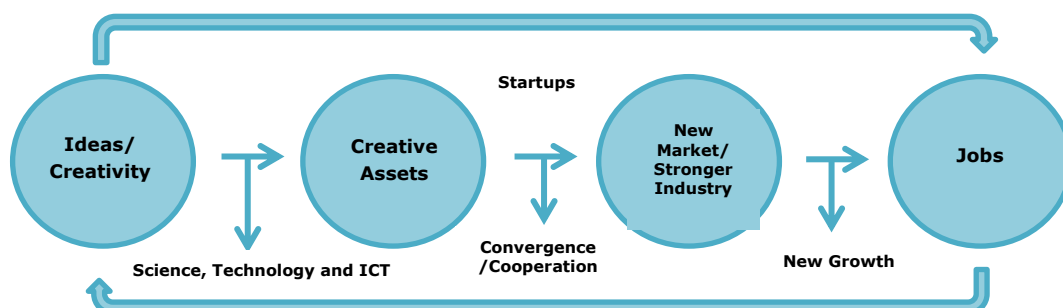 Startups
Ideas/
Creativity
Creative
Assets
New
Market/
Stronger
Industry
Jobs
Science, Technology and ICT
Convergence
/Cooperation
New Growth